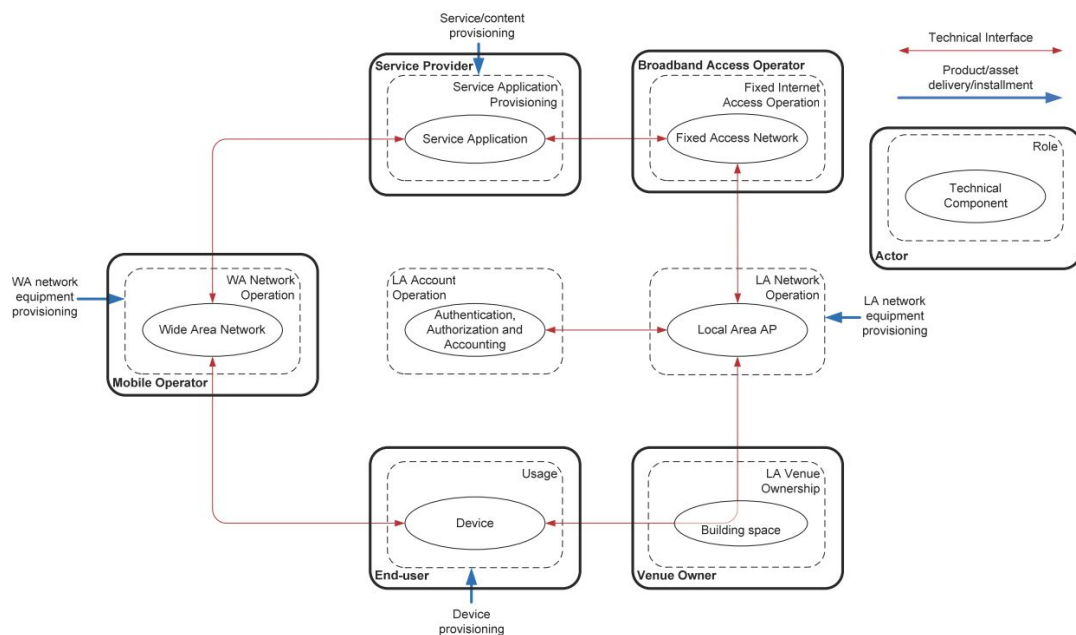 Service/content
provisioning
Service Provider
Service Application
Provisioning
Service Application
Broadband Access Operator
Fixed Internet
Access Operation
Fixed Access Network
Technical Interface
Product/asset
delivery/installment
Role
Technical
Component
Actor
WA network
equipment
provisioning
WA Network
Operation
Wide Area Network
Mobile Operator
LA Account
Operation
Authentication,
Authorization and
Accounting
LA Network
Operation
Local Area AP
LA network
equipment
provisioning
Usage
Device
End-user
LA Venue
Ownership
Building space
Venue Owner
Device
provisioning